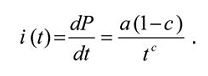 i(t) = dP/dt = a(1−c)/t^c .